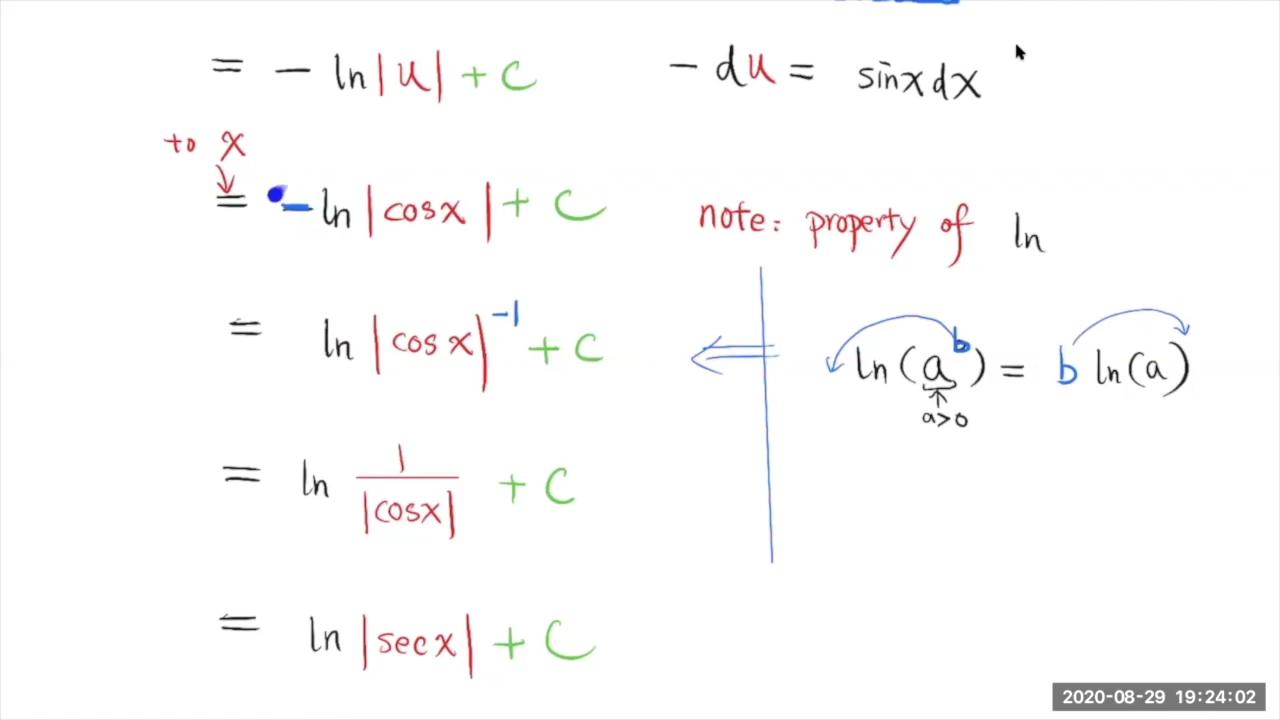 = - ln|u| + C
- du = sinx dx
to x
= - ln|cosx| + C
note: property of ln
= ln|cosx|⁻¹ + C
ln(aᵇ) = b ln(a)
a>0
= ln 1/|cosx| + C
= ln|secx| + C
2020-08-29 19:24:02